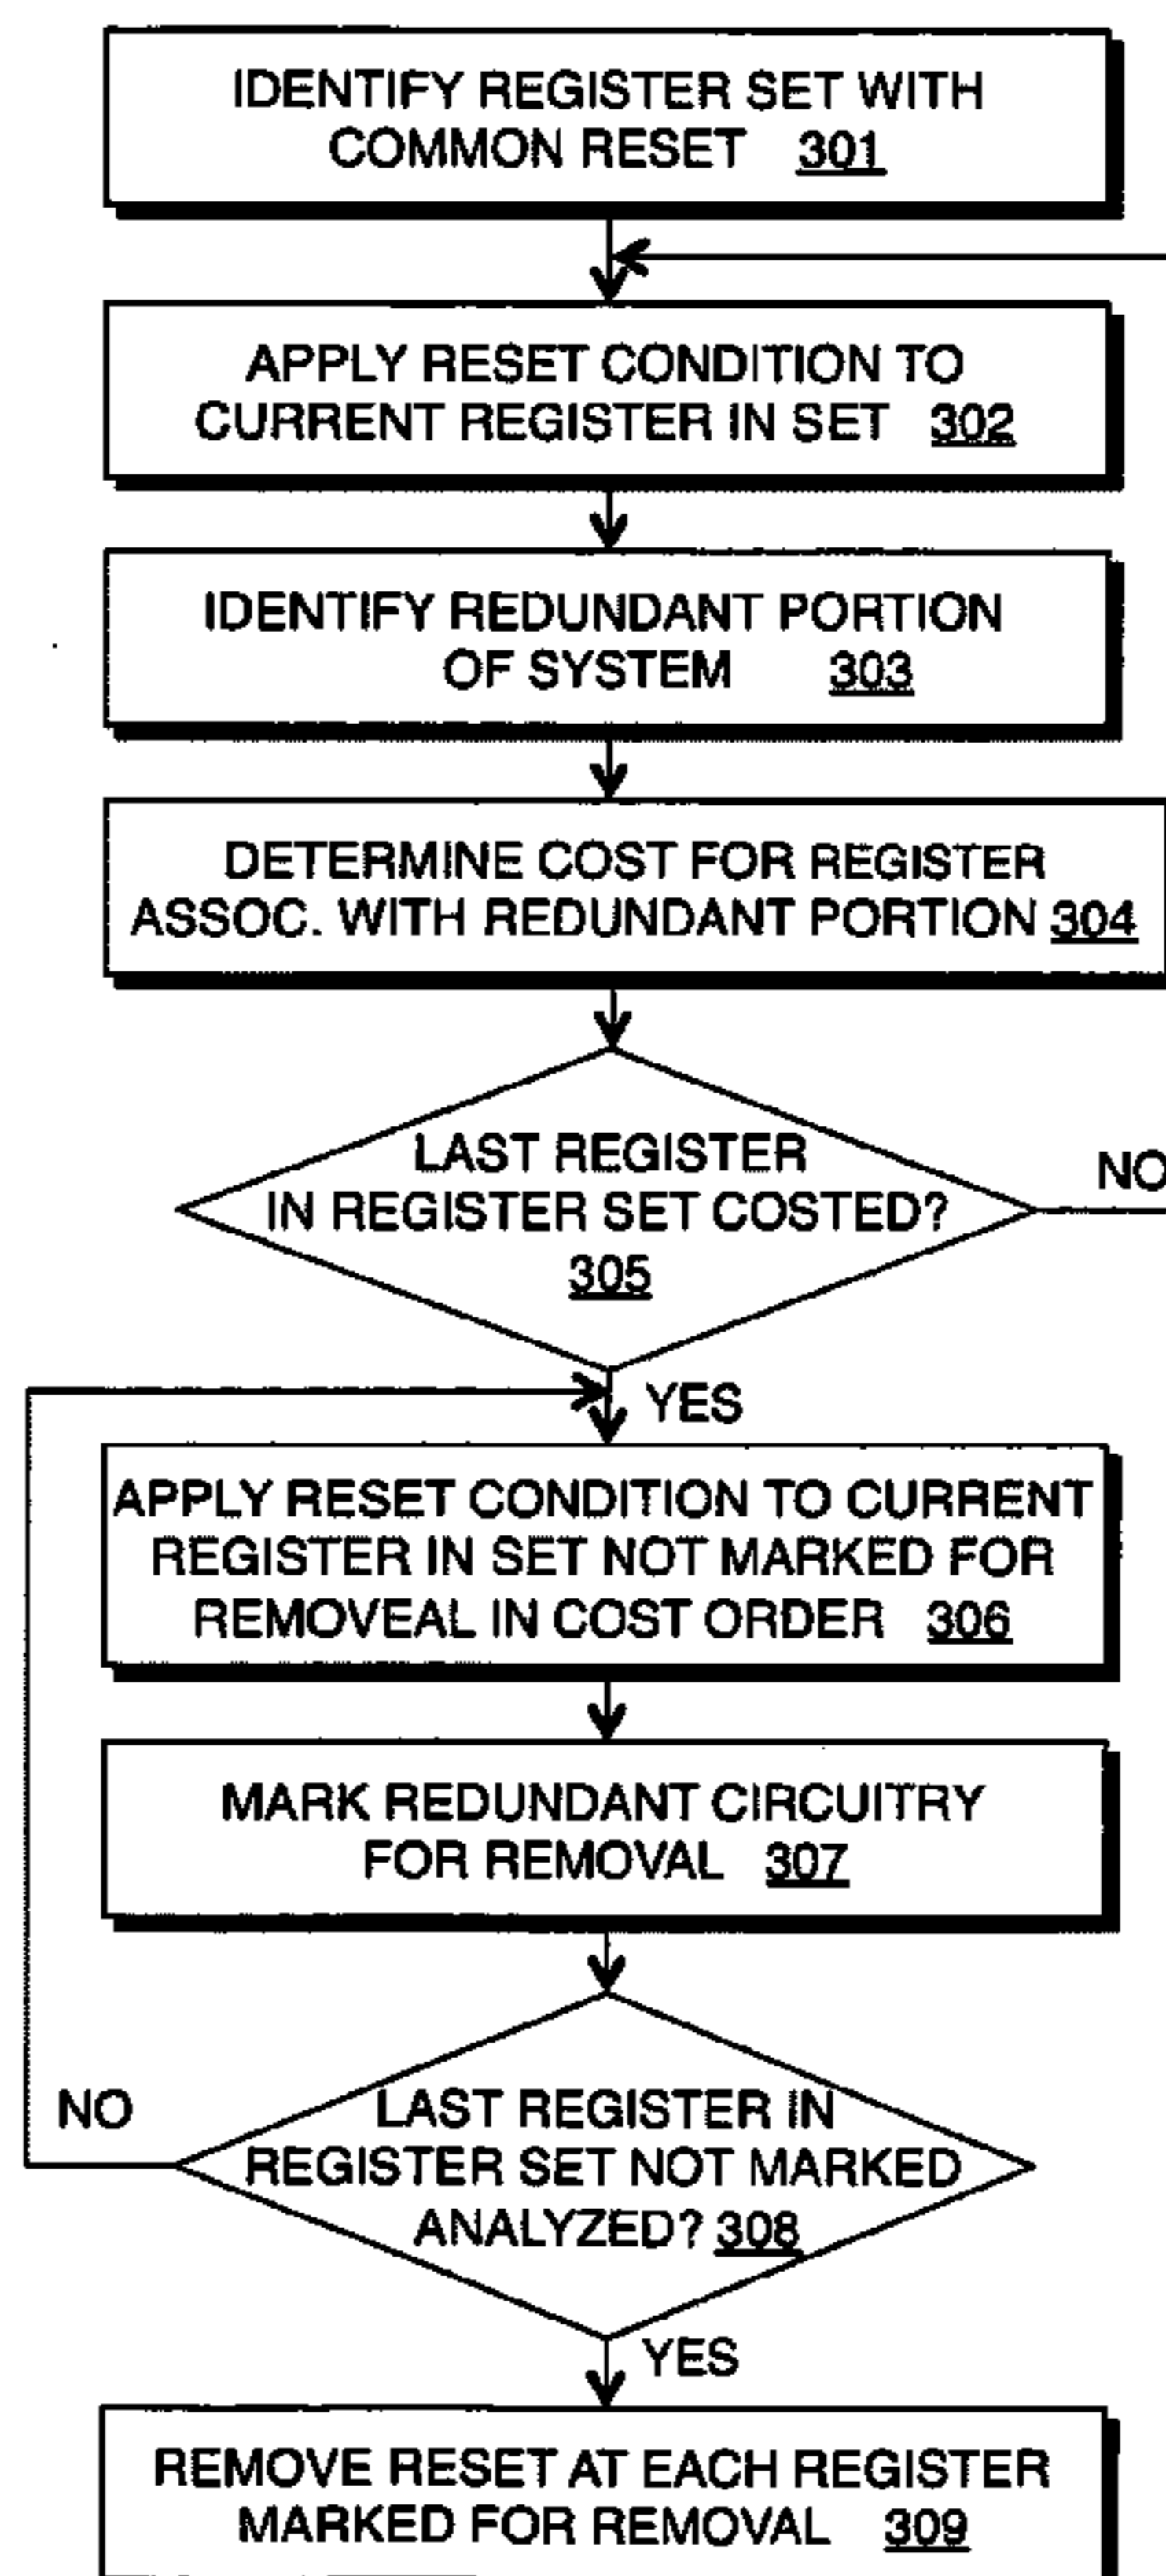 IDENTIFY REGISTER SET WITH
COMMON RESET 301
APPLY RESET CONDITION TO
CURRENT REGISTER IN SET 302
IDENTIFY REDUNDANT PORTION
OF SYSTEM 303
DETERMINE COST FOR REGISTER
ASSOC. WITH REDUNDANT PORTION 304
LAST REGISTER
IN REGISTER SET COSTED?
305
NO
YES
APPLY RESET CONDITION TO CURRENT
REGISTER IN SET NOT MARKED FOR
REMOVEAL IN COST ORDER 306
MARK REDUNDANT CIRCUITRY
FOR REMOVAL 307
NO
LAST REGISTER IN
REGISTER SET NOT MARKED
ANALYZED? 308
YES
REMOVE RESET AT EACH REGISTER
MARKED FOR REMOVAL 309